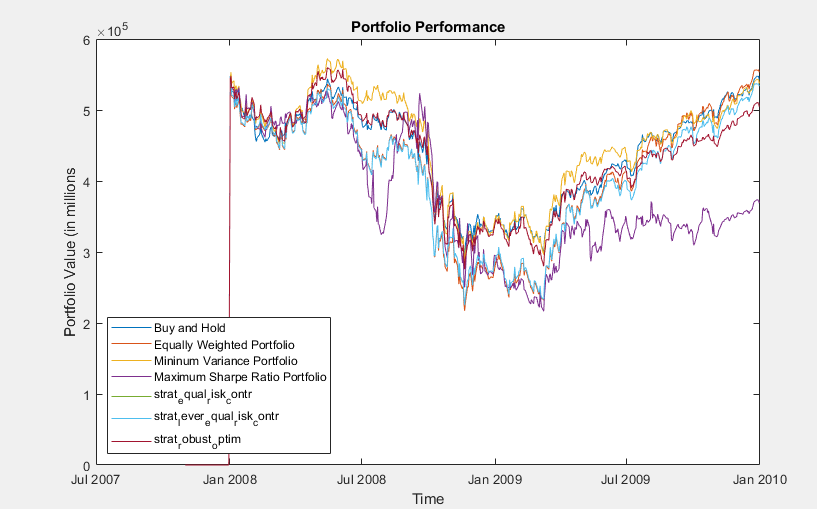 Portfolio Performance
×10⁵
6
5
4
3
2
1
0
Portfolio Value (in millions)
Buy and Hold
Equally Weighted Portfolio
Mininum Variance Portfolio
Maximum Sharpe Ratio Portfolio
strat_equal_risk_contr
strat_lever_equal_risk_contr
strat_robust_optim
Jul 2007 Jan 2008 Jul 2008 Jan 2009 Jul 2009 Jan 2010
Time